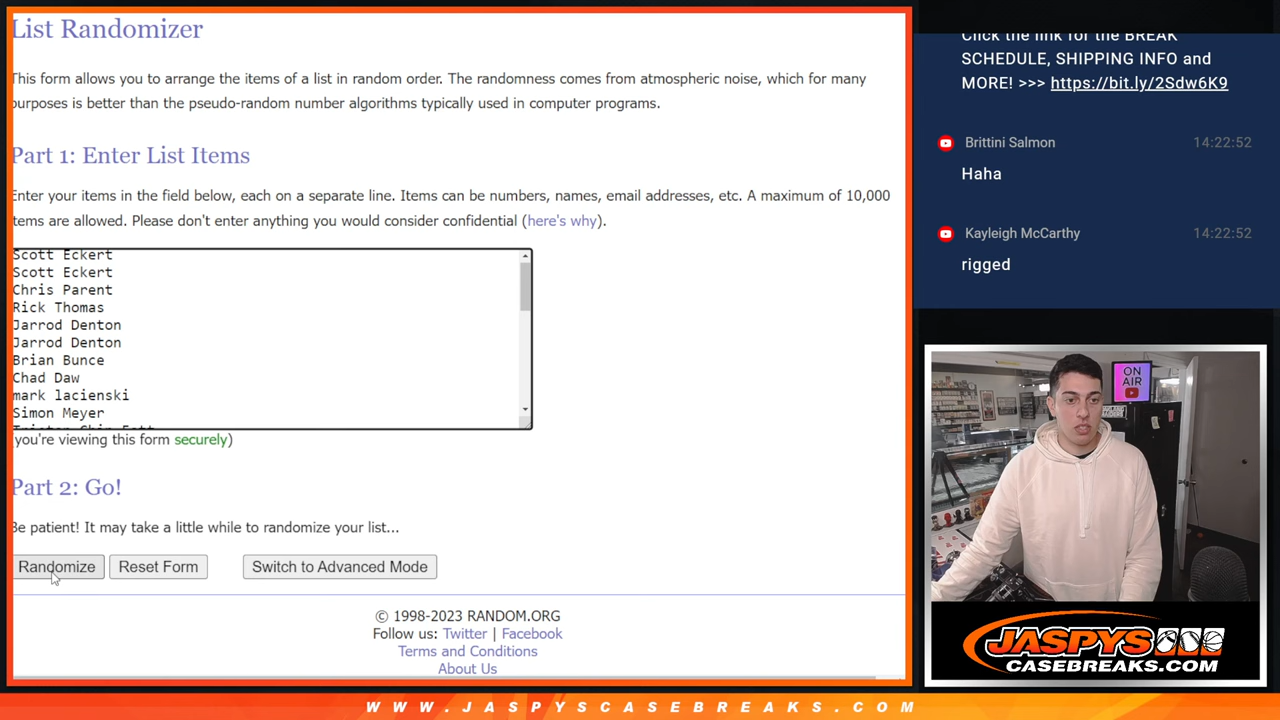 List Randomizer
This form allows you to arrange the items of a list in random order. The randomness comes from atmospheric noise, which for many
purposes is better than the pseudo-random number algorithms typically used in computer programs.
Part 1: Enter List Items
Enter your items in the field below, each on a separate line. Items can be numbers, names, email addresses, etc. A maximum of 10,000
items are allowed. Please don't enter anything you would consider confidential (here's why).
Scott Eckert
Scott Eckert
Chris Parent
Rick Thomas
Jarrod Denton
Jarrod Denton
Brian Bunce
Chad Daw
mark lacienski
Simon Meyer
you're viewing this form securely)
Part 2: Go!
Be patient! It may take a little while to randomize your list...
Randomize Reset Form Switch to Advanced Mode
© 1998-2023 RANDOM.ORG
Follow us: Twitter | Facebook
Terms and Conditions
About Us
Click the link for the BREAK
SCHEDULE, SHIPPING INFO and
MORE! >>> https://bit.ly/2Sdw6K9
Brittini Salmon 14:22:52
Haha
Kayleigh McCarthy 14:22:52
rigged
ON
AIR
JASPYS
CASEBREAKS.COM
WWW.JASPYSCASEBREAKS.COM